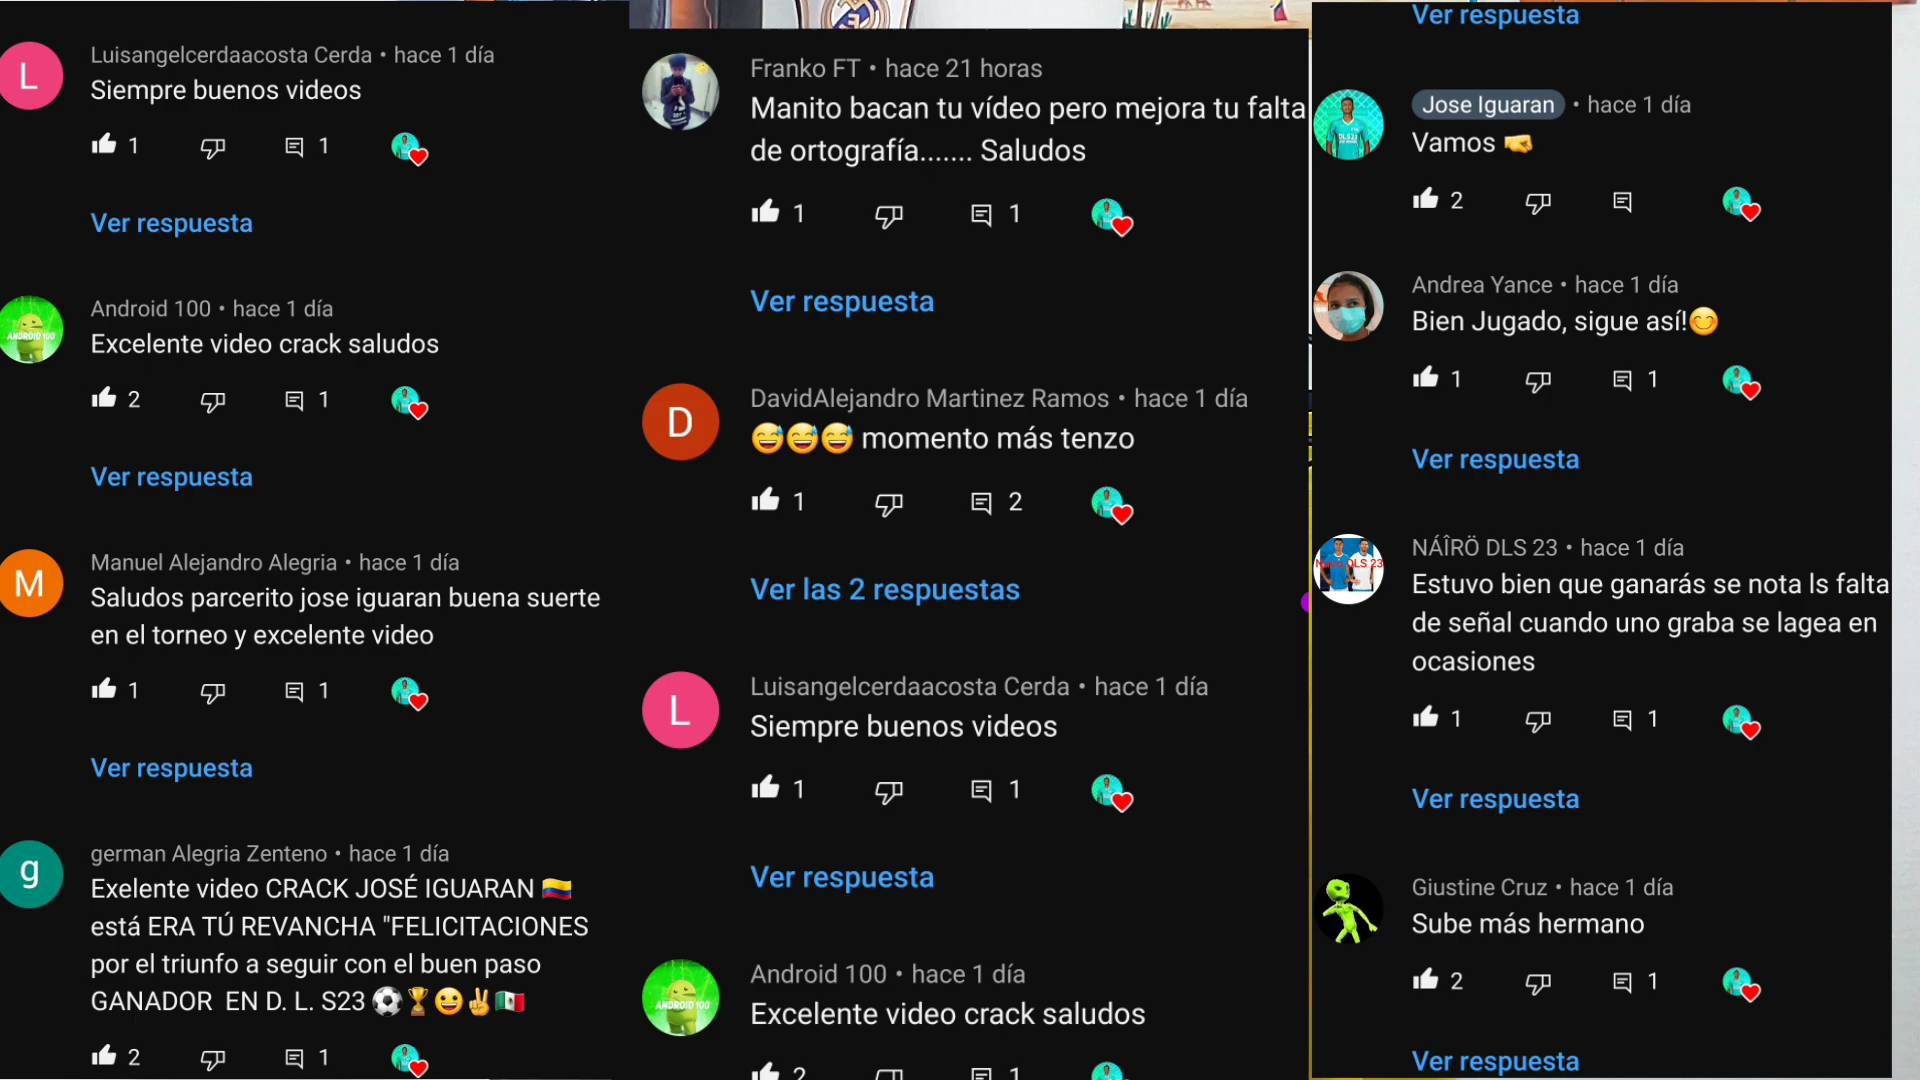 Luisangelcerdaacosta Cerda • hace 1 día
Siempre buenos videos
1 1
Ver respuesta
Android 100 • hace 1 día
ANDROID 100
Excelente video crack saludos
2 1
Ver respuesta
Manuel Alejandro Alegria • hace 1 día
Saludos parcerito jose iguaran buena suerte
en el torneo y excelente video
1 1
Ver respuesta
german Alegria Zenteno • hace 1 día
Exelente video CRACK JOSÉ IGUARAN 🇨🇴
está ERA TÚ REVANCHA "FELICITACIONES
por el triunfo a seguir con el buen paso
GANADOR EN D. L. S23 ⚽🏆😀✌️🇲🇽
2 1
L
M
g
Franko FT • hace 21 horas
Manito bacan tu vídeo pero mejora tu falta
de ortografía....... Saludos
1 1
Ver respuesta
D
DavidAlejandro Martinez Ramos • hace 1 día
😅😅😅 momento más tenzo
1 2
Ver las 2 respuestas
L
Luisangelcerdaacosta Cerda • hace 1 día
Siempre buenos videos
1 1
Ver respuesta
Android 100 • hace 1 día
ANDROID 100
Excelente video crack saludos
2 1
Ver respuesta
Jose Iguaran • hace 1 día
Vamos 🤜
2
Andrea Yance • hace 1 día
Bien Jugado, sigue así!😊
1 1
Ver respuesta
NÁÎRÖ DLS 23 • hace 1 día
Estuvo bien que ganarás se nota ls falta
de señal cuando uno graba se lagea en
ocasiones
1 1
Ver respuesta
Giustine Cruz • hace 1 día
Sube más hermano
2 1
Ver respuesta